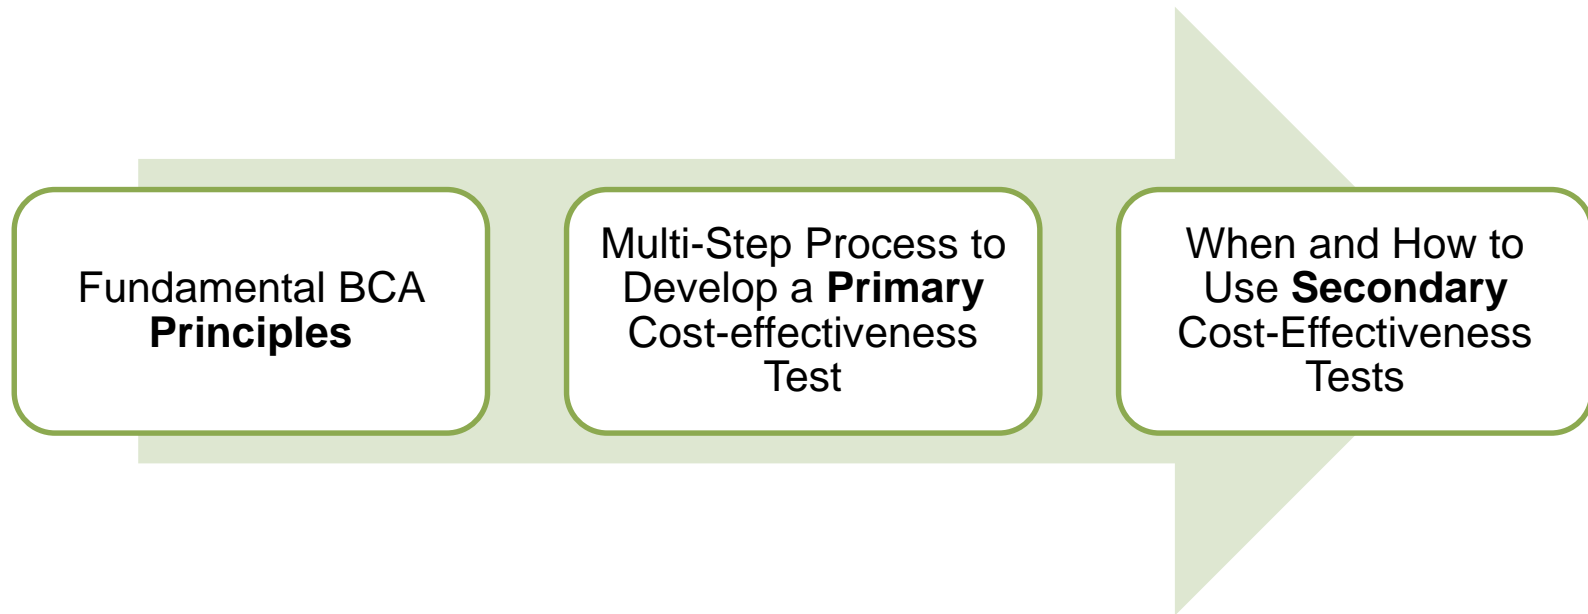 Fundamental BCA
Principles
Multi-Step Process to
Develop a Primary
Cost-effectiveness
Test
When and How to
Use Secondary
Cost-Effectiveness
Tests